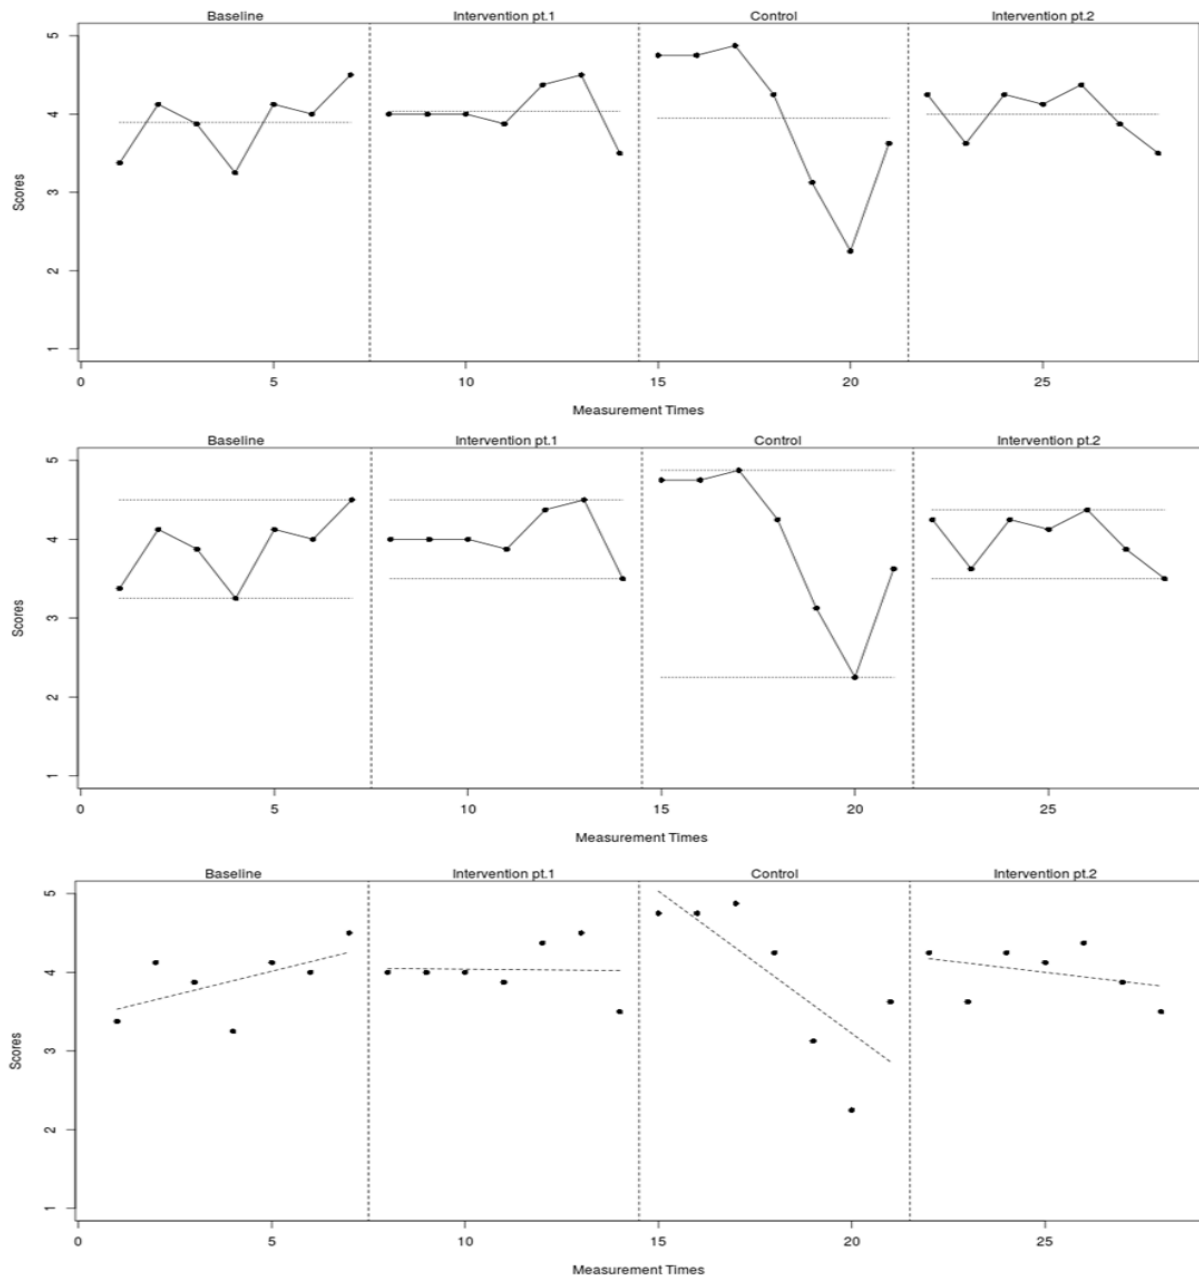 Baseline Intervention pt.1 Control Intervention pt.2
5
4
3
2
1
Scores
0 5 10 15 20 25
Measurement Times
Baseline Intervention pt.1 Control Intervention pt.2
5
4
3
2
1
Scores
0 5 10 15 20 25
Measurement Times
Baseline Intervention pt.1 Control Intervention pt.2
5
4
3
2
1
Scores
0 5 10 15 20 25
Measurement Times